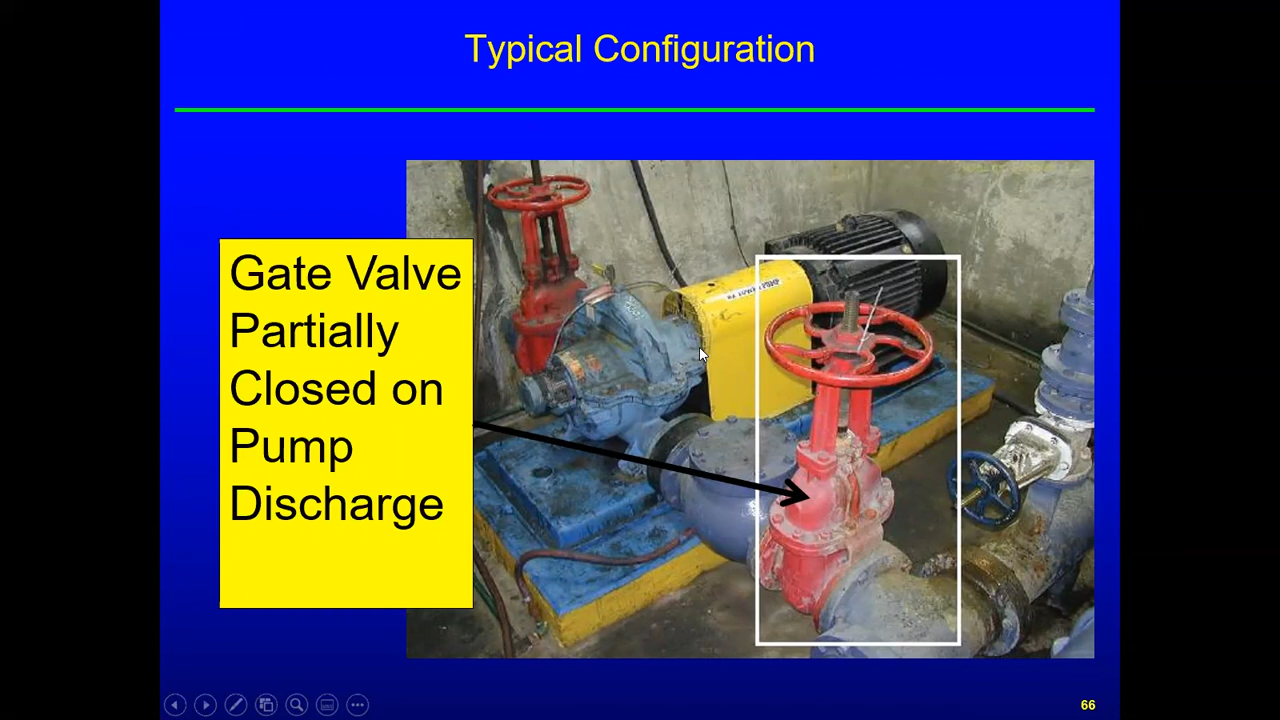 Typical Configuration
Gate Valve
Partially
Closed on
Pump
Discharge
66